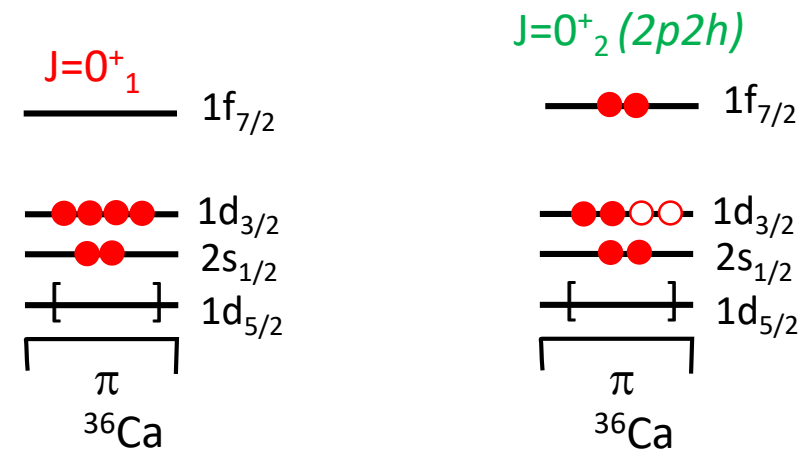 J=0⁺₁
1f₇/₂
1d₃/₂
2s₁/₂
[ ] 1d₅/₂
π
³⁶Ca
J=0⁺₂ (2p2h)
1f₇/₂
1d₃/₂
2s₁/₂
[ ] 1d₅/₂
π
³⁶Ca